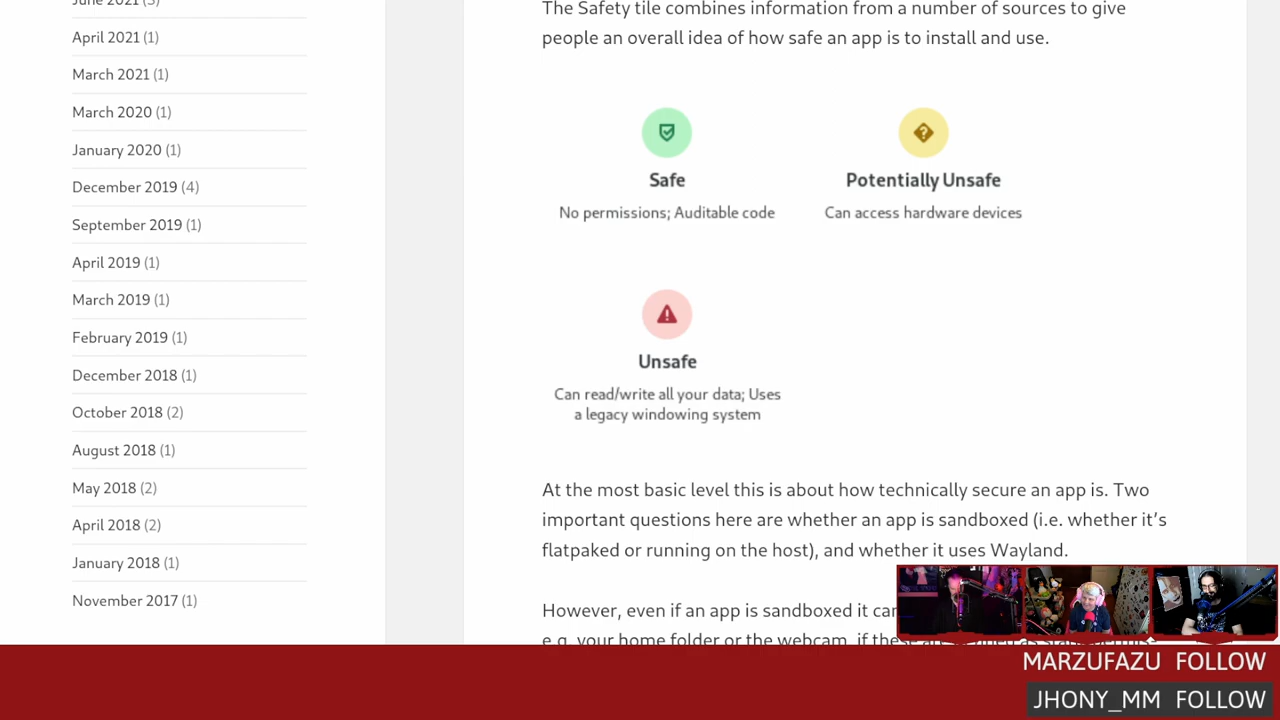 June 2021 (3)
April 2021 (1)
March 2021 (1)
March 2020 (1)
January 2020 (1)
December 2019 (4)
September 2019 (1)
April 2019 (1)
March 2019 (1)
February 2019 (1)
December 2018 (1)
October 2018 (2)
August 2018 (1)
May 2018 (2)
April 2018 (2)
January 2018 (1)
November 2017 (1)
The Safety tile combines information from a number of sources to give
people an overall idea of how safe an app is to install and use.
Safe
No permissions; Auditable code
Potentially Unsafe
Can access hardware devices
Unsafe
Can read/write all your data; Uses
a legacy windowing system
At the most basic level this is about how technically secure an app is. Two
important questions here are whether an app is sandboxed (i.e. whether it's
flatpaked or running on the host), and whether it uses Wayland.
However, even if an app is sandboxed it can
e.g. your home folder or the webcam, if these are
MARZUFAZU FOLLOW
JHONY_MM FOLLOW